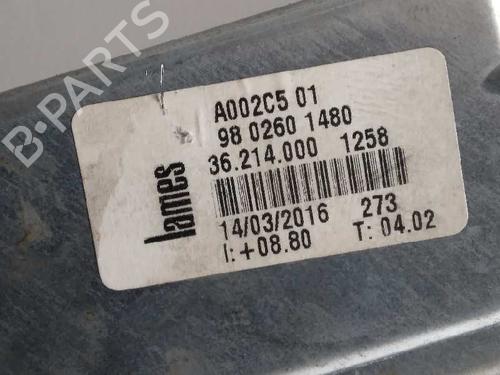 B-PARTS
lames
A002C5 01
98 0260 1480
36.214.000 1258
14/03/2016 273
I:+08.80 T: 04.02